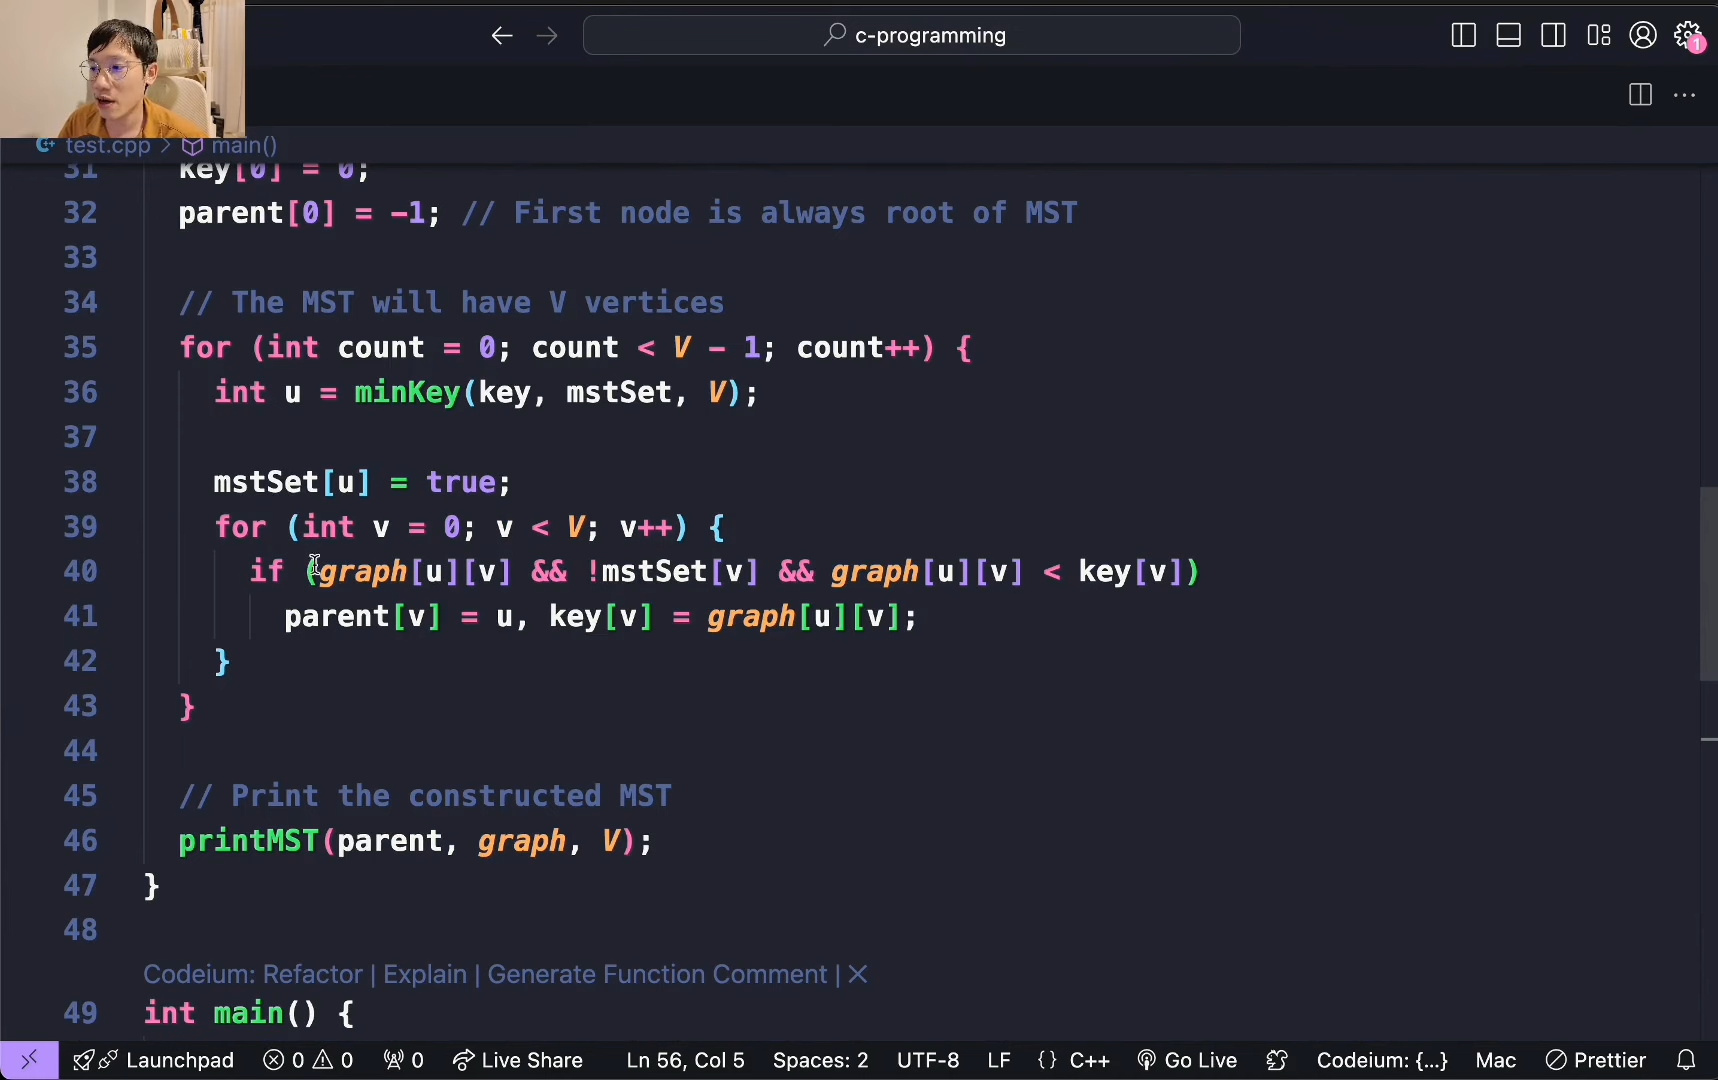 c-programming
1
test.cpp > main()
31 key[0] = 0;
32 parent[0] = -1; // First node is always root of MST
33
34 // The MST will have V vertices
35 for (int count = 0; count < V - 1; count++) {
36 int u = minKey(key, mstSet, V);
37
38 mstSet[u] = true;
39 for (int v = 0; v < V; v++) {
40 if (graph[u][v] && !mstSet[v] && graph[u][v] < key[v])
41 parent[v] = u, key[v] = graph[u][v];
42 }
43 }
44
45 // Print the constructed MST
46 printMST(parent, graph, V);
47 }
48
Codeium: Refactor | Explain | Generate Function Comment | ✕
49 int main() {
Launchpad 0 0 0 Live Share Ln 56, Col 5 Spaces: 2 UTF-8 LF {} C++ Go Live Codeium: {...} Mac Prettier